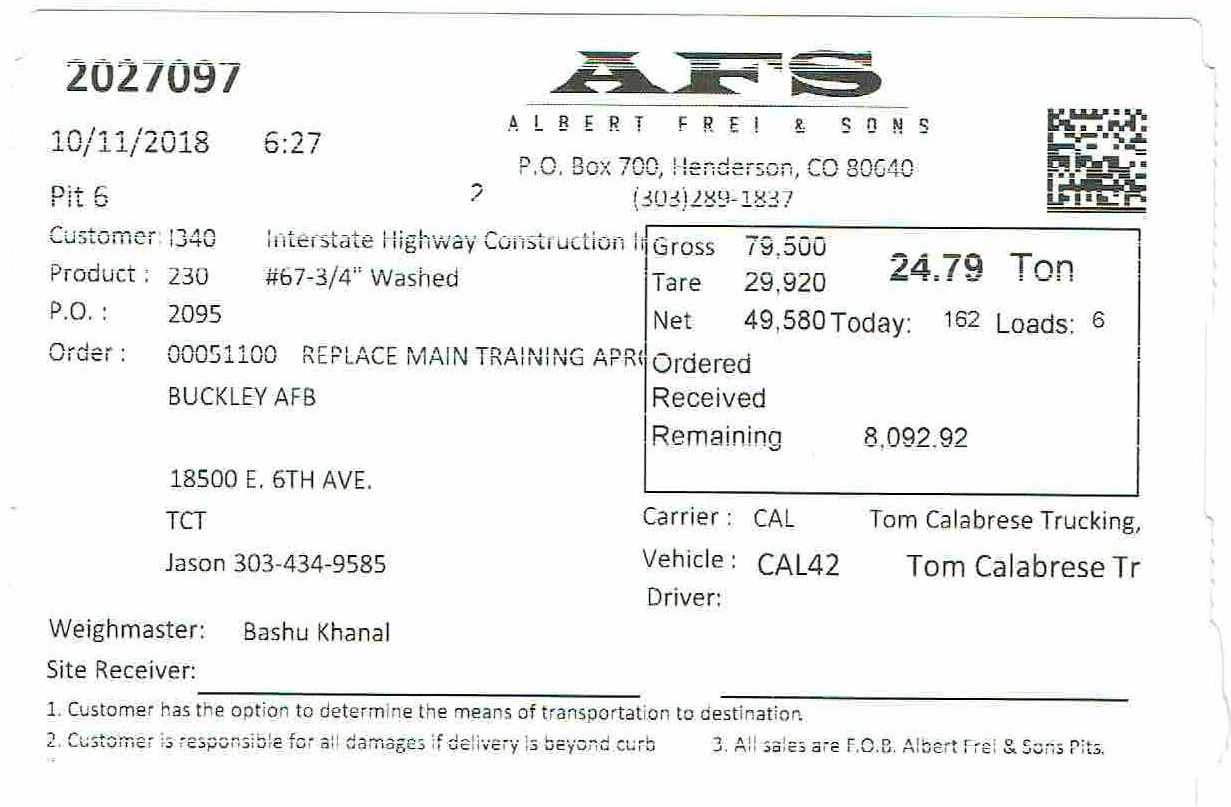 2027097
AFS
ALBERT FREI & SONS
10/11/2018 6:27
P.O. Box 700, Henderson, CO 80640
Pit 6 2 (303)289-1837
Customer: I340 Interstate Highway Construction I
Product : 230 #67-3/4" Washed
P.O. : 2095
Order : 00051100 REPLACE MAIN TRAINING APR
BUCKLEY AFB
18500 E. 6TH AVE.
TCT
Jason 303-434-9585
Gross 79,500 24.79 Ton
Tare 29,920
Net 49,580 Today: 162 Loads: 6
Ordered
Received
Remaining 8,092.92
Carrier : CAL Tom Calabrese Trucking,
Vehicle : CAL42 Tom Calabrese Tr
Driver:
Weighmaster: Bashu Khanal
Site Receiver:
1. Customer has the option to determine the means of transportation to destination.
2. Customer is responsible for all damages if delivery is beyond curb 3. All sales are F.O.B. Albert Frei & Sons Pits.